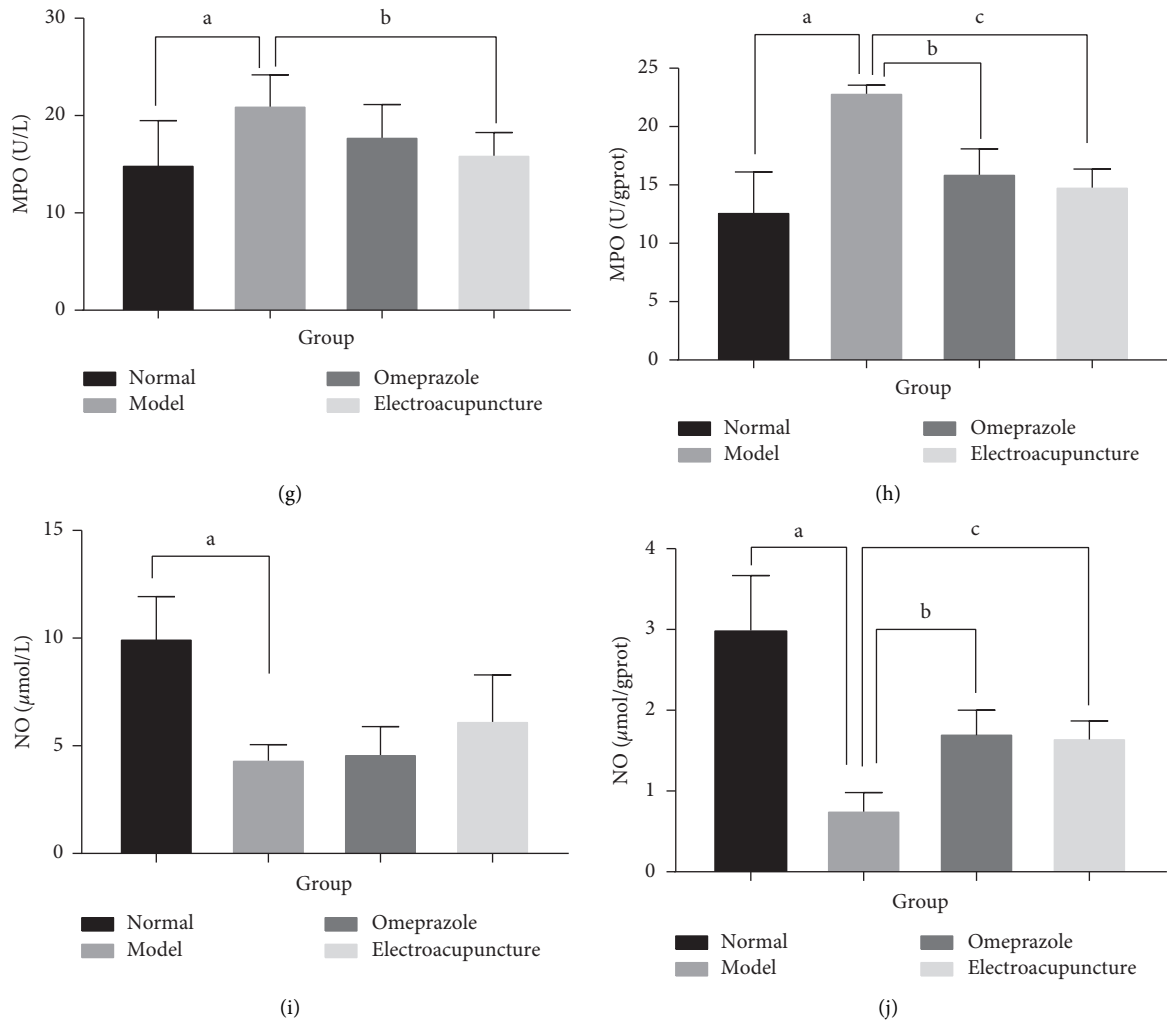 a
b
30
20
10
0
MPO (U/L)
Group
Normal
Omeprazole
Model
Electroacupuncture
(g)
a
c
b
25
20
15
10
5
0
MPO (U/gprot)
Group
Normal
Omeprazole
Model
Electroacupuncture
(h)
a
15
10
5
0
NO (µmol/L)
Group
Normal
Omeprazole
Model
Electroacupuncture
(i)
a
c
b
4
3
2
1
0
NO (µmol/gprot)
Group
Normal
Omeprazole
Model
Electroacupuncture
(j)